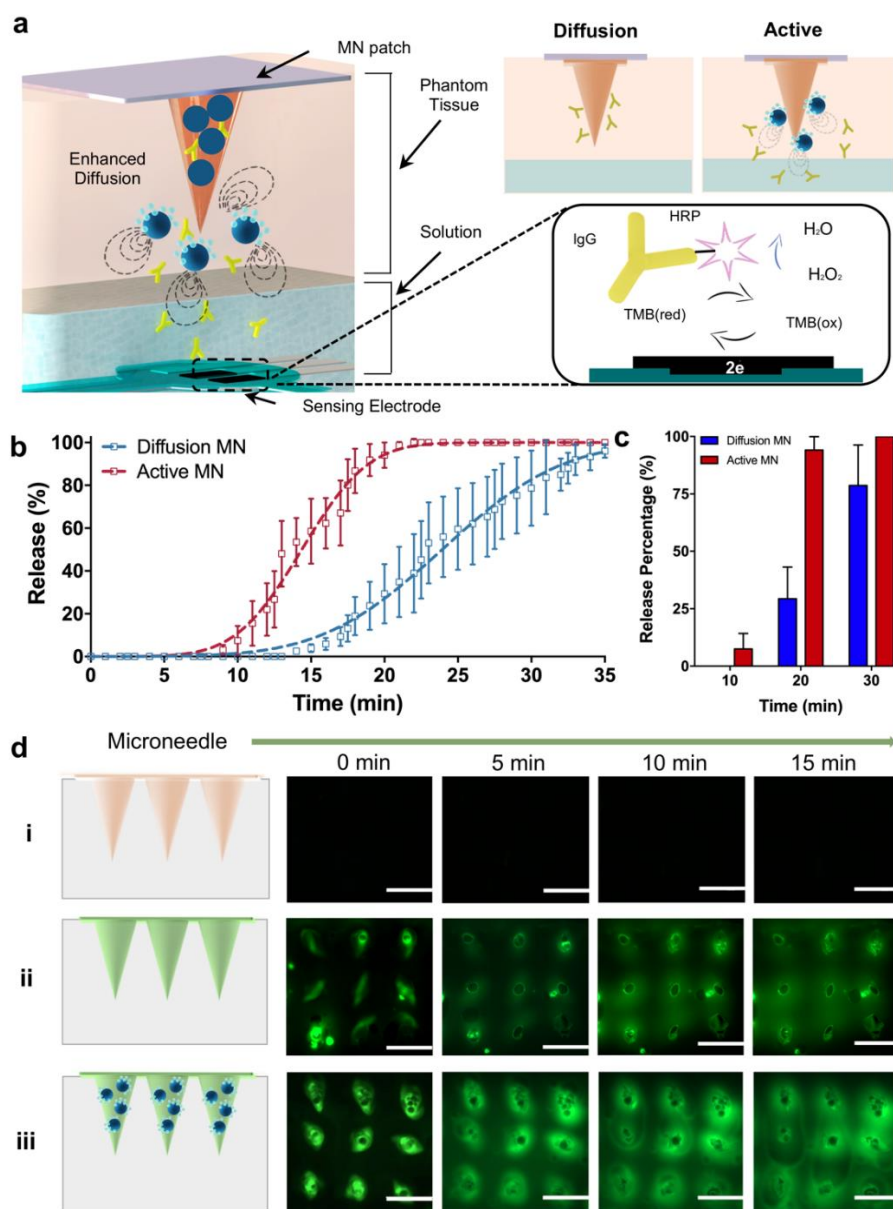 a
MN patch
Phantom
Tissue
Enhanced
Diffusion
Solution
Sensing Electrode
Diffusion
Active
IgG
HRP
H₂O
H₂O₂
TMB(red)
TMB(ox)
2e
b
100
80
60
40
20
0
Release (%)
Diffusion MN
Active MN
0
5
10
15
20
25
30
35
Time (min)
c
100
75
50
25
0
Release Percentage (%)
Diffusion MN
Active MN
10
20
30
Time (min)
d
Microneedle
0 min
5 min
10 min
15 min
i
ii
iii